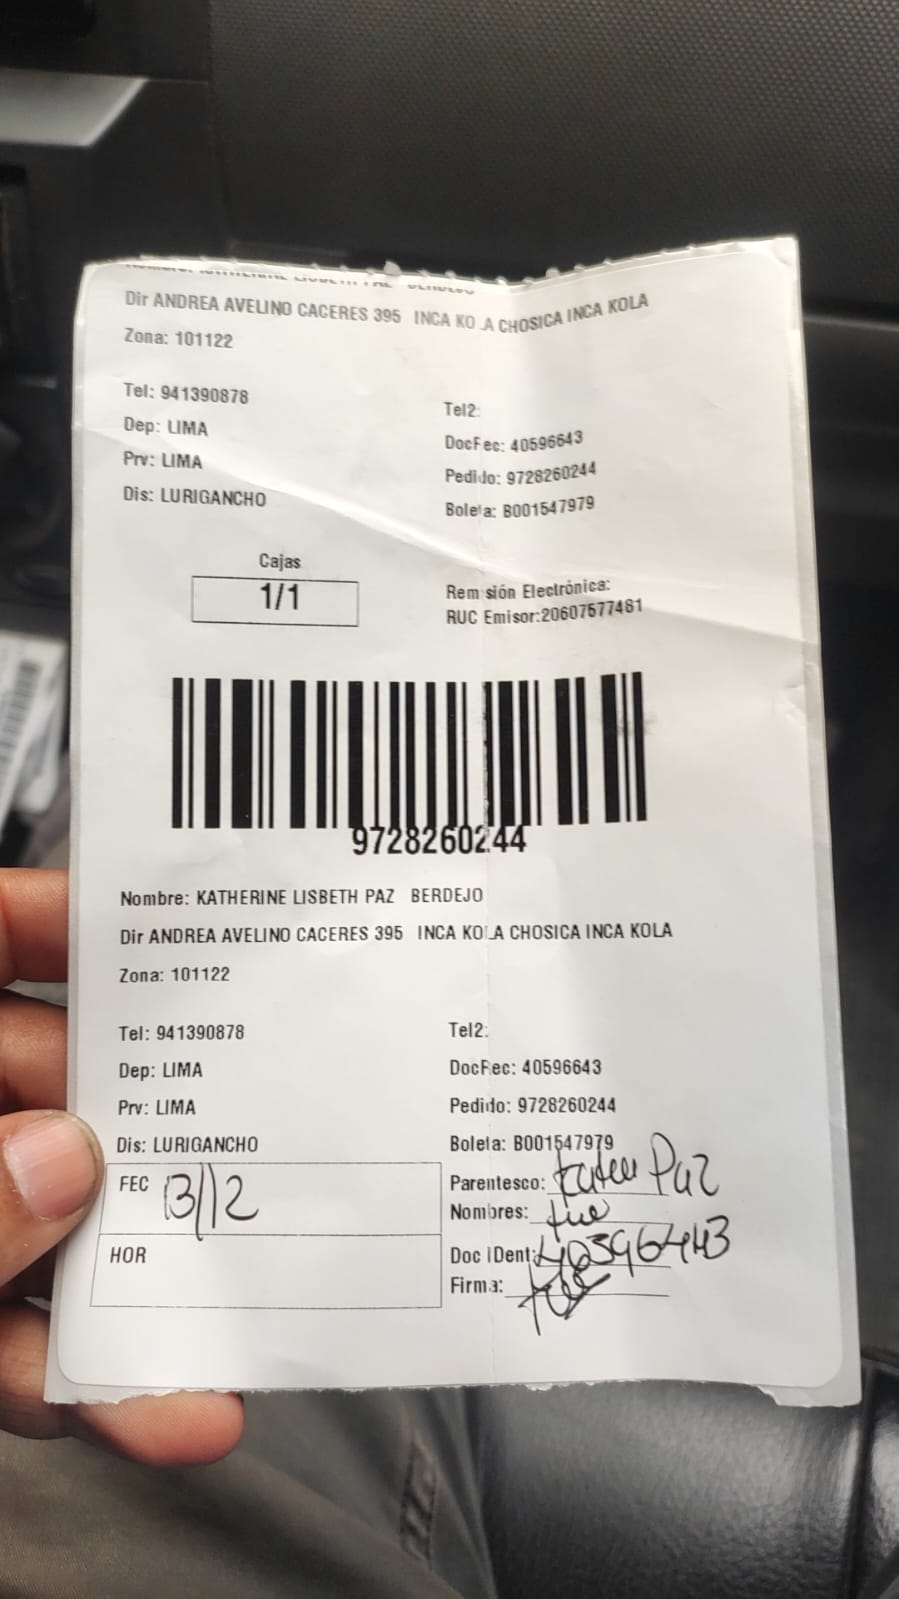 Dir ANDREA AVELINO CACERES 395 INCA KOLA CHOSICA INCA KOLA
Zona: 101122
Tel: 941390878
Tel2:
Dep: LIMA
DocRec: 40596643
Prv: LIMA
Pedido: 9728260244
Dis: LURIGANCHO
Boleta: B001547979
Cajas
1/1
Remisión Electrónica:
RUC Emisor:20607577481
9728260244
Nombre: KATHERINE LISBETH PAZ BERDEJO
Dir ANDREA AVELINO CACERES 395 INCA KOLA CHOSICA INCA KOLA
Zona: 101122
Tel: 941390878
Tel2:
Dep: LIMA
DocRec: 40596643
Prv: LIMA
Pedido: 9728260244
Dis: LURIGANCHO
Boleta: B001547979
FEC 13/12
Parentesco: Paz
Nombres:
HOR
Doc IDent:
Firma: